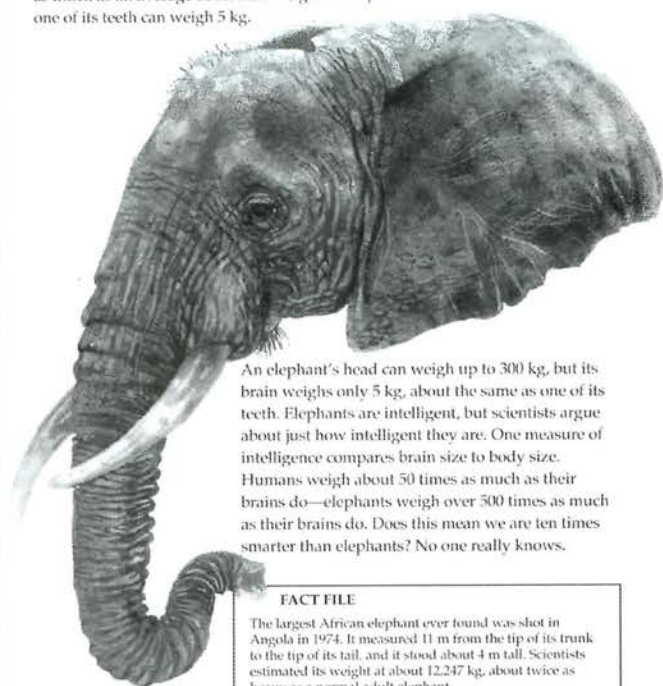 one of its teeth can weigh 5 kg.
An elephant's head can weigh up to 300 kg, but its
brain weighs only 5 kg, about the same as one of its
teeth. Elephants are intelligent, but scientists argue
about just how intelligent they are. One measure of
intelligence compares brain size to body size.
Humans weigh about 50 times as much as their
brains do—elephants weigh over 500 times as much
as their brains do. Does this mean we are ten times
smarter than elephants? No one really knows.
FACT FILE
The largest African elephant ever found was shot in
Angola in 1974. It measured 11 m from the tip of its trunk
to the tip of its tail, and it stood about 4 m tall. Scientists
estimated its weight at about 12,247 kg, about twice as